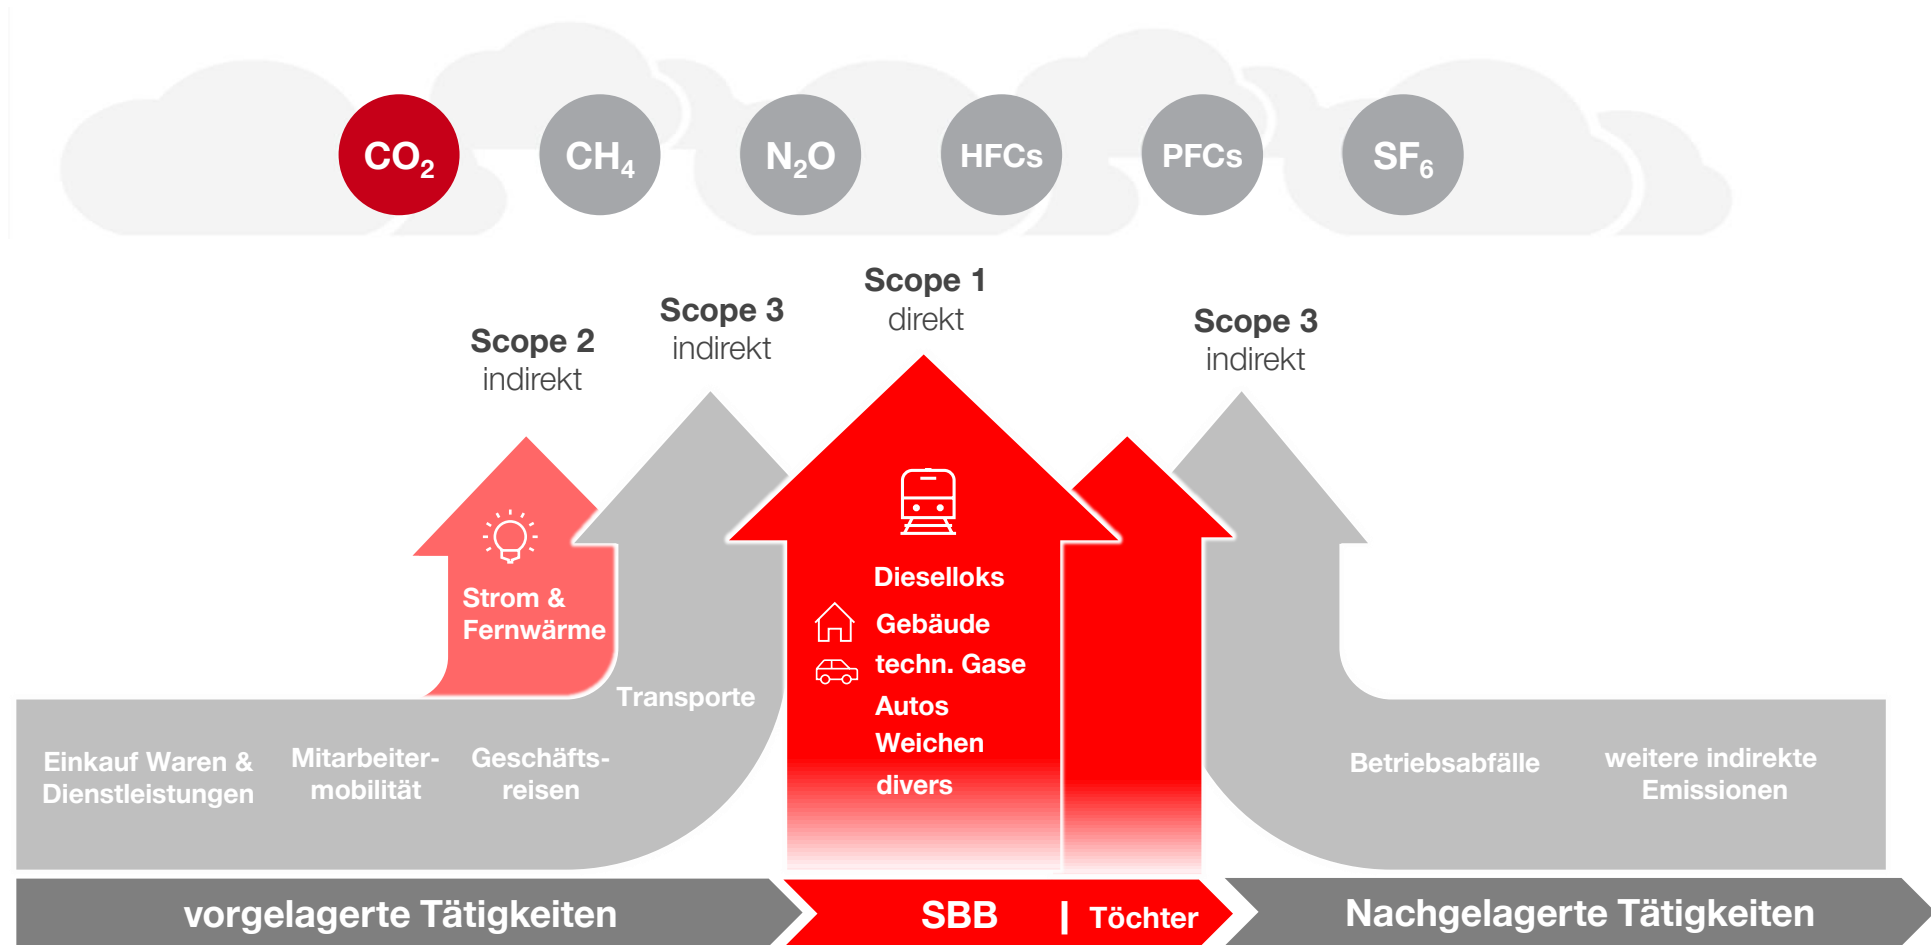 CO₂
CH₄
N₂O
HFCs
PFCs
SF₆
Scope 2
indirekt
Scope 3
indirekt
Scope 1
direkt
Scope 3
indirekt
Strom &
Fernwärme
Transporte
Einkauf Waren &
Dienstleistungen
Mitarbeiter-
mobilität
Geschäfts-
reisen
Dieselloks
Gebäude
techn. Gase
Autos
Weichen
divers
Betriebsabfälle
weitere indirekte
Emissionen
vorgelagerte Tätigkeiten
SBB | Töchter
Nachgelagerte Tätigkeiten